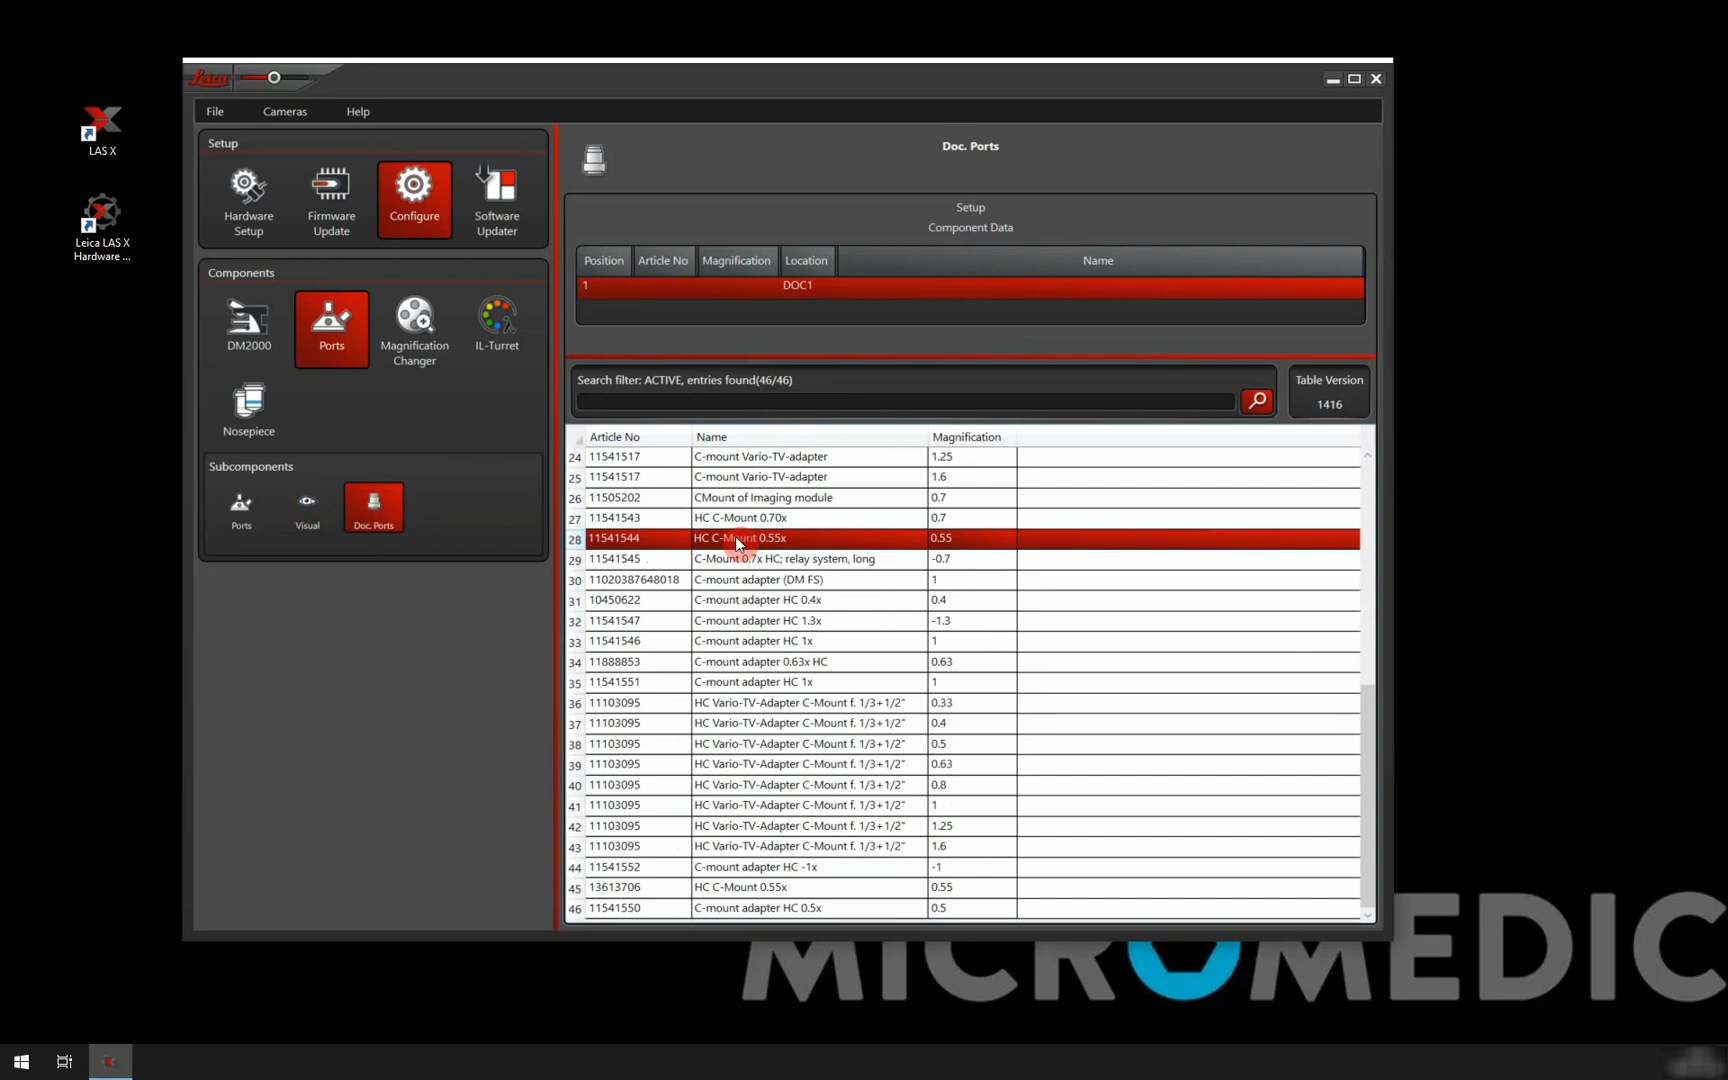 Leica
File Cameras Help
LAS X
Leica LAS X
Hardware ...
Setup
Hardware
Setup
Firmware
Update
Configure
Software
Updater
Components
DM2000
Ports
Magnification
Changer
IL-Turret
Nosepiece
Subcomponents
Ports
Visual
Doc. Ports
Doc. Ports
Setup
Component Data
Position Article No Magnification Location Name
1 DOC1
Search filter: ACTIVE, entries found(46/46)
Table Version
1416
Article No Name Magnification
24 11541517 C-mount Vario-TV-adapter 1.25
25 11541517 C-mount Vario-TV-adapter 1.6
26 11505202 CMount of Imaging module 0.7
27 11541543 HC C-Mount 0.70x 0.7
28 11541544 HC C-Mount 0.55x 0.55
29 11541545 C-Mount 0.7x HC; relay system, long -0.7
30 11020387648018 C-mount adapter (DM FS) 1
31 10450622 C-mount adapter HC 0.4x 0.4
32 11541547 C-mount adapter HC 1.3x -1.3
33 11541546 C-mount adapter HC 1x 1
34 11888853 C-mount adapter 0.63x HC 0.63
35 11541551 C-mount adapter HC 1x 1
36 11103095 HC Vario-TV-Adapter C-Mount f. 1/3+1/2" 0.33
37 11103095 HC Vario-TV-Adapter C-Mount f. 1/3+1/2" 0.4
38 11103095 HC Vario-TV-Adapter C-Mount f. 1/3+1/2" 0.5
39 11103095 HC Vario-TV-Adapter C-Mount f. 1/3+1/2" 0.63
40 11103095 HC Vario-TV-Adapter C-Mount f. 1/3+1/2" 0.8
41 11103095 HC Vario-TV-Adapter C-Mount f. 1/3+1/2" 1
42 11103095 HC Vario-TV-Adapter C-Mount f. 1/3+1/2" 1.25
43 11103095 HC Vario-TV-Adapter C-Mount f. 1/3+1/2" 1.6
44 11541552 C-mount adapter HC -1x -1
45 13613706 HC C-Mount 0.55x 0.55
46 11541550 C-mount adapter HC 0.5x 0.5
MICROMEDIC